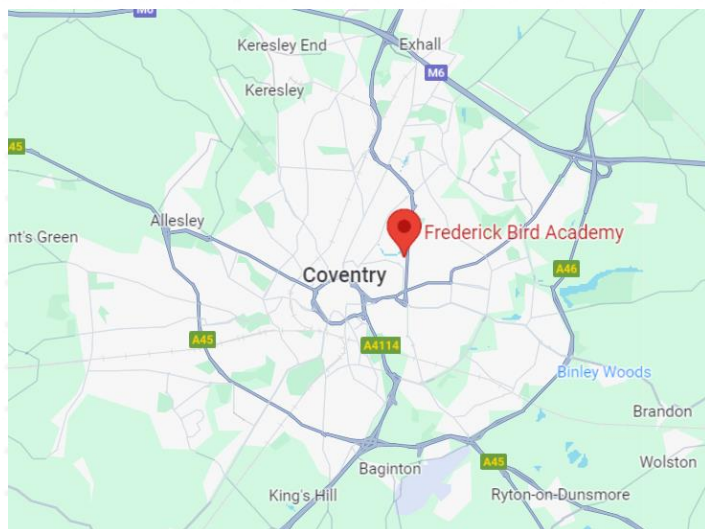 M6
Keresley End
Exhall
M6
Keresley
45
Allesley
nt's Green
Frederick Bird Academy
Coventry
A46
A45
A4114
Binley Woods
Brandon
A45
Wolston
Baginton
King's Hill
Ryton-on-Dunsmore